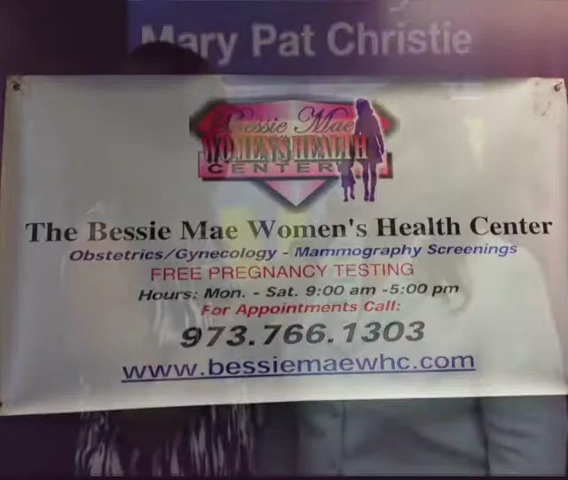 Mary Pat Christie
Bessie Mae
WOMEN'S HEALTH
CENTER
The Bessie Mae Women's Health Center
Obstetrics/Gynecology - Mammography Screenings
FREE PREGNANCY TESTING
Hours: Mon. - Sat. 9:00 am -5:00 pm
For Appointments Call:
973.766.1303
www.bessiemaewhc.com